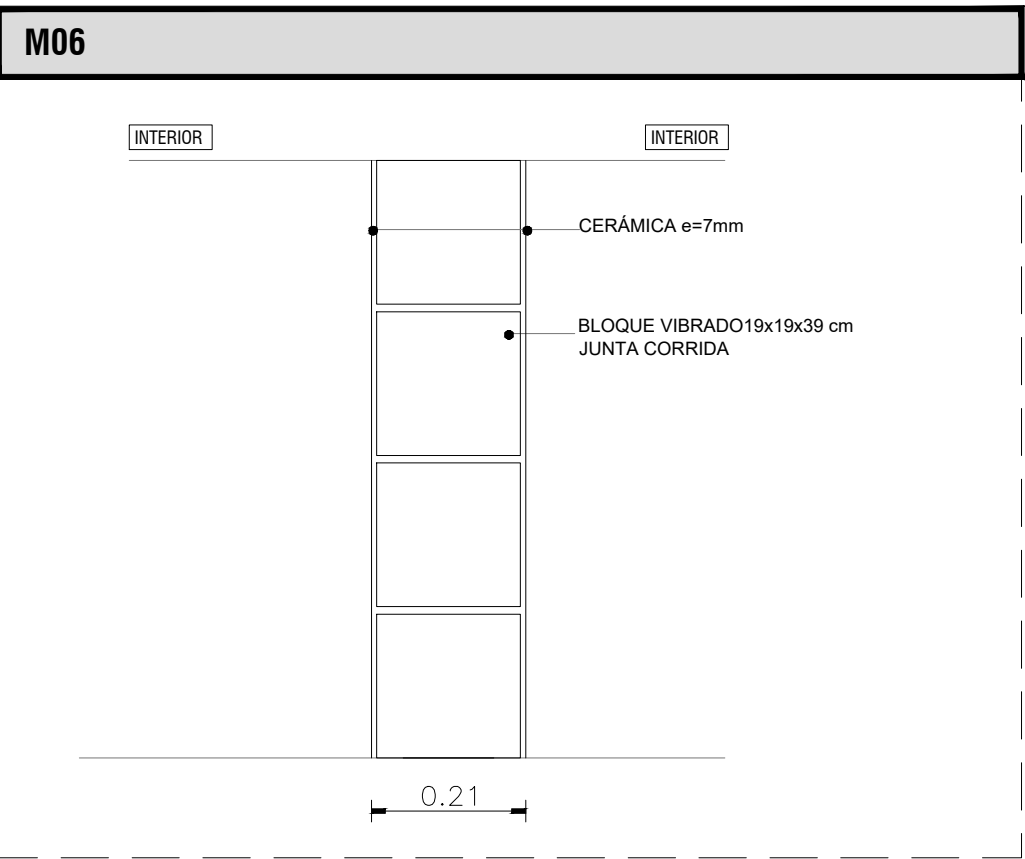 M06
INTERIOR
INTERIOR
CERÁMICA e=7mm
BLOQUE VIBRADO19x19x39 cm
JUNTA CORRIDA
0.21